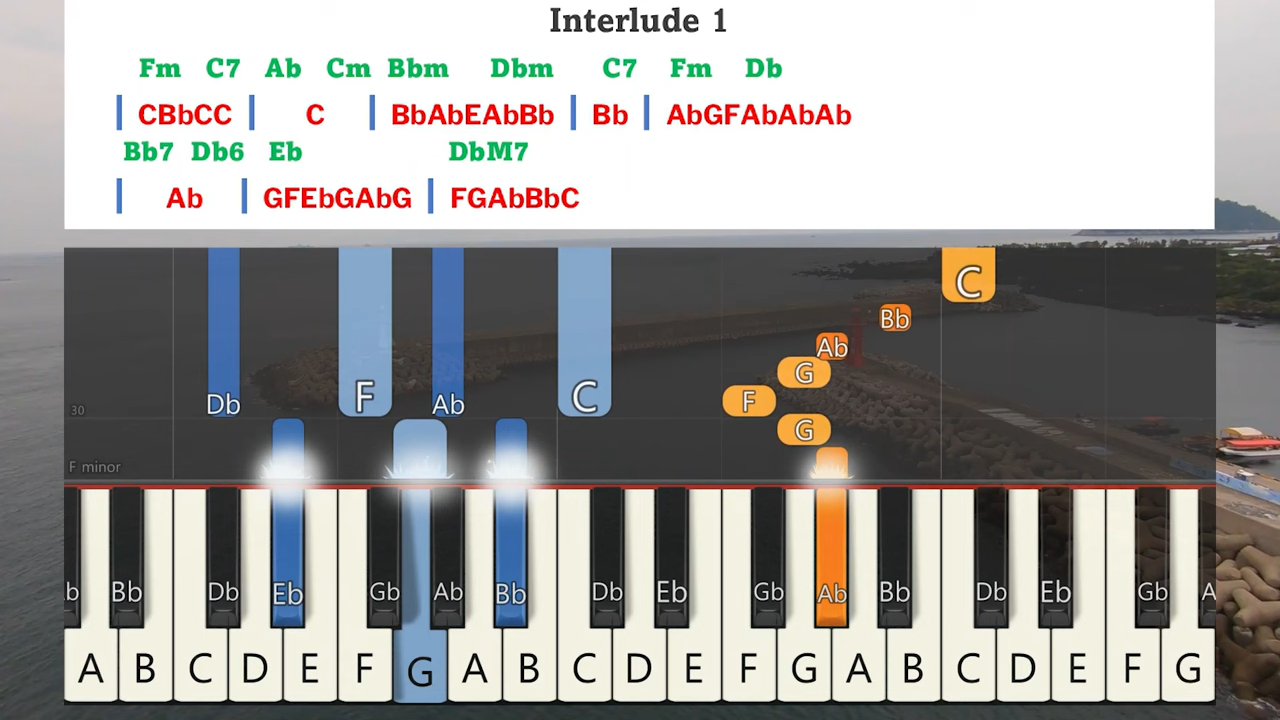 Interlude 1
Fm C7 Ab Cm Bbm Dbm C7 Fm Db
| CBbCC | C | BbAbEAbBb | Bb | AbGFAbAbAb
Bb7 Db6 Eb DbM7
| Ab | GFEbGAbG | FGAbBbC
C
Bb
Ab
G
Db F Ab C F
30
G
F minor
b Bb Db Eb Gb Ab Bb Db Eb Gb Ab Bb Db Eb Gb A
A B C D E F G A B C D E F G A B C D E F G